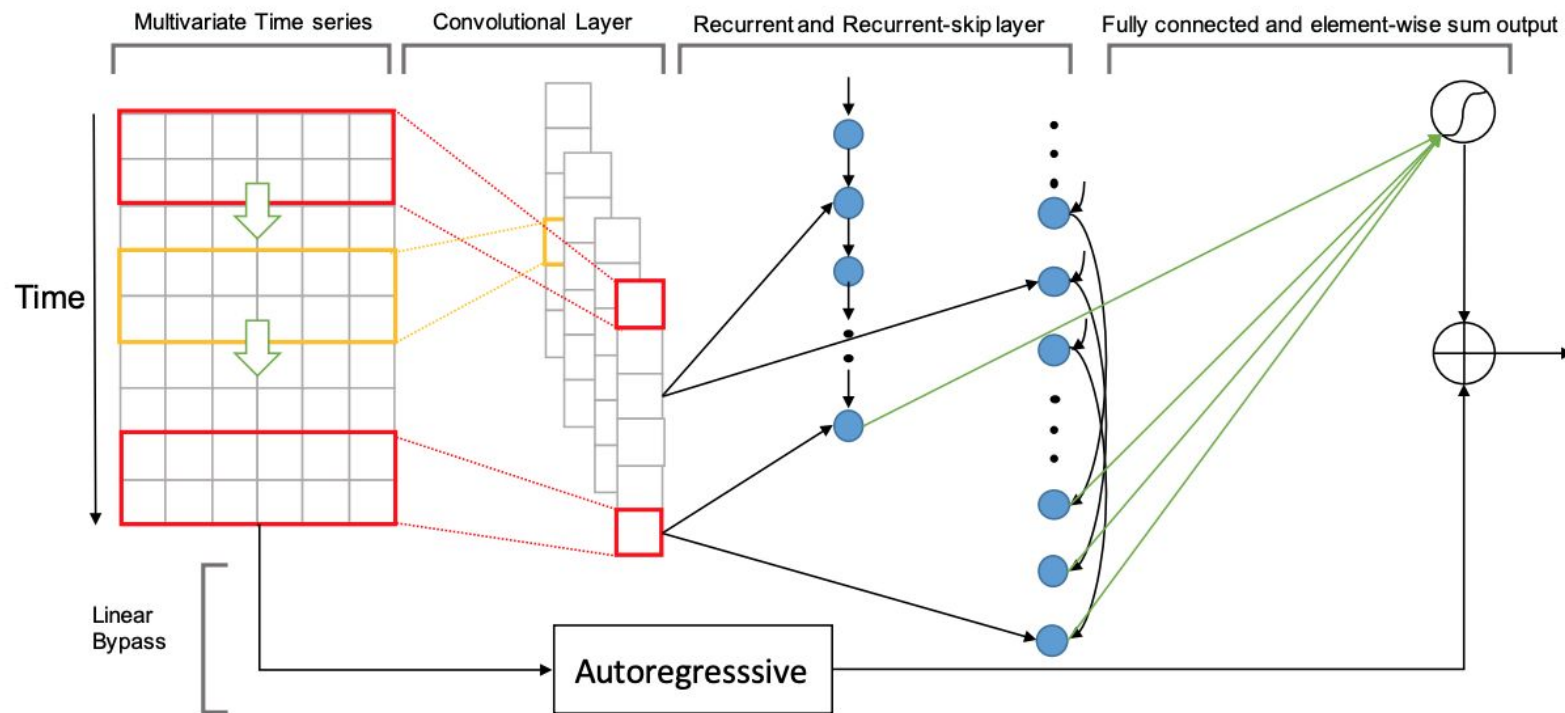 Multivariate Time series
Convolutional Layer
Recurrent and Recurrent-skip layer
Fully connected and element-wise sum output
Time
Linear
Bypass
Autoregresssive